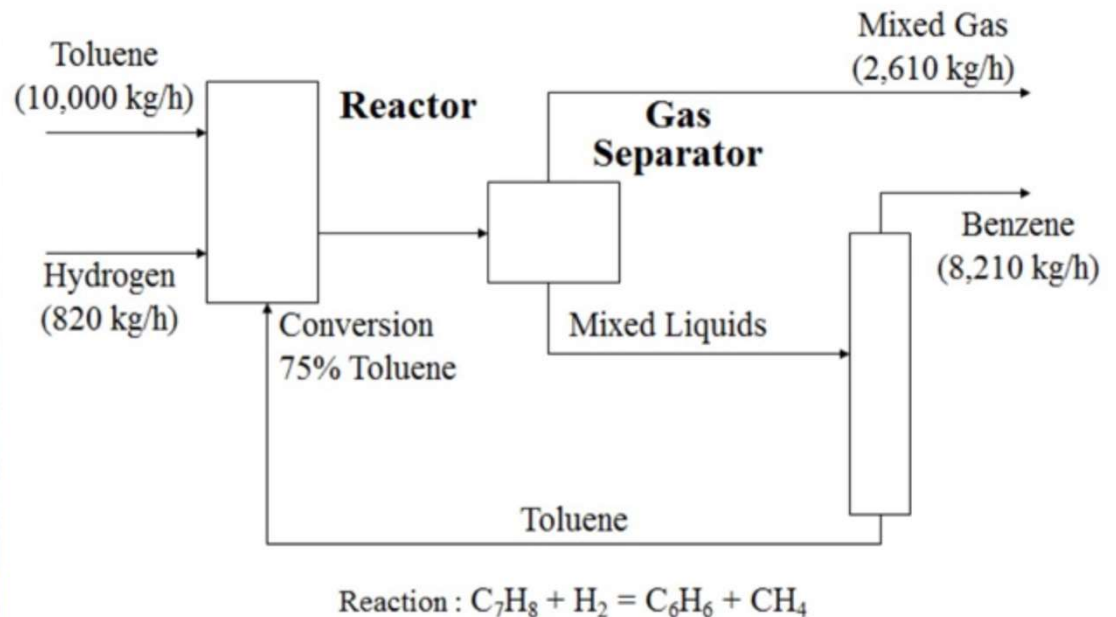 Toluene
(10,000 kg/h)
Reactor
Mixed Gas
(2,610 kg/h)
Gas
Separator
Benzene
(8,210 kg/h)
Hydrogen
(820 kg/h)
Conversion
75% Toluene
Mixed Liquids
Toluene
Reaction : C₇H₈ + H₂ = C₆H₆ + CH₄